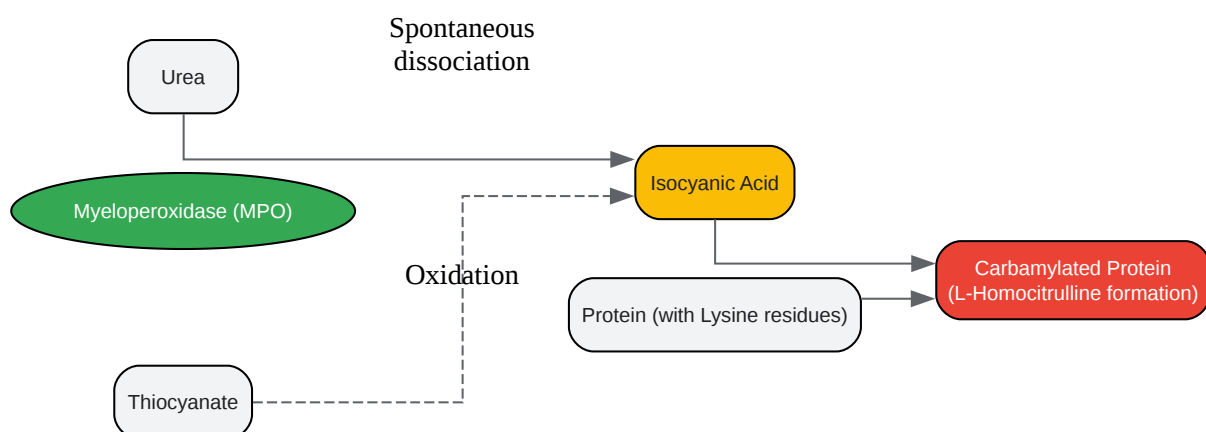 Spontaneous
dissociation
Urea
Isocyanic Acid
Myeloperoxidase (MPO)
Oxidation
Carbamylated Protein
(L-Homocitrulline formation)
Protein (with Lysine residues)
Thiocyanate